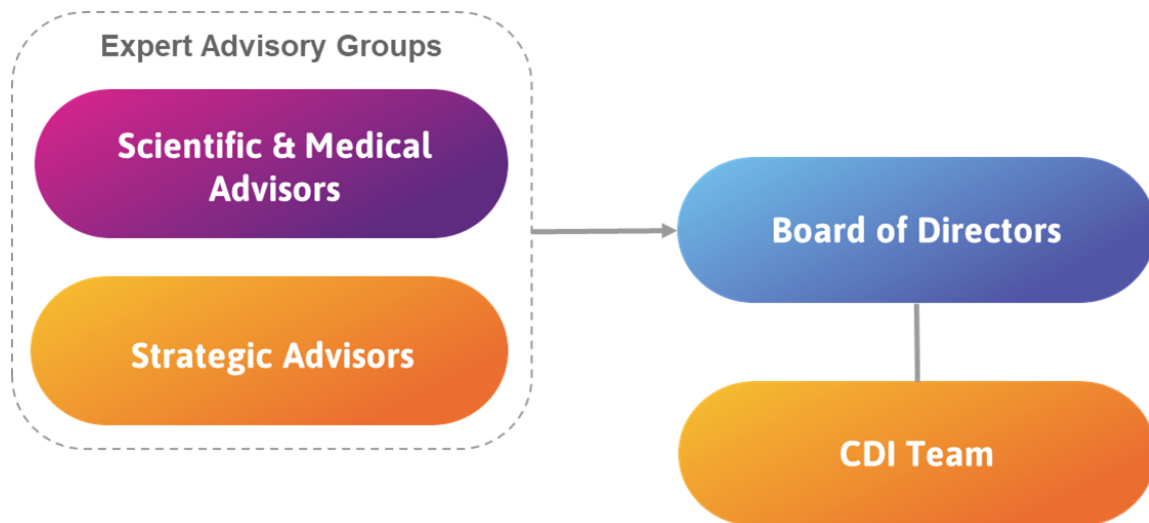 Expert Advisory Groups
Scientific & Medical
Advisors
Strategic Advisors
Board of Directors
CDI Team